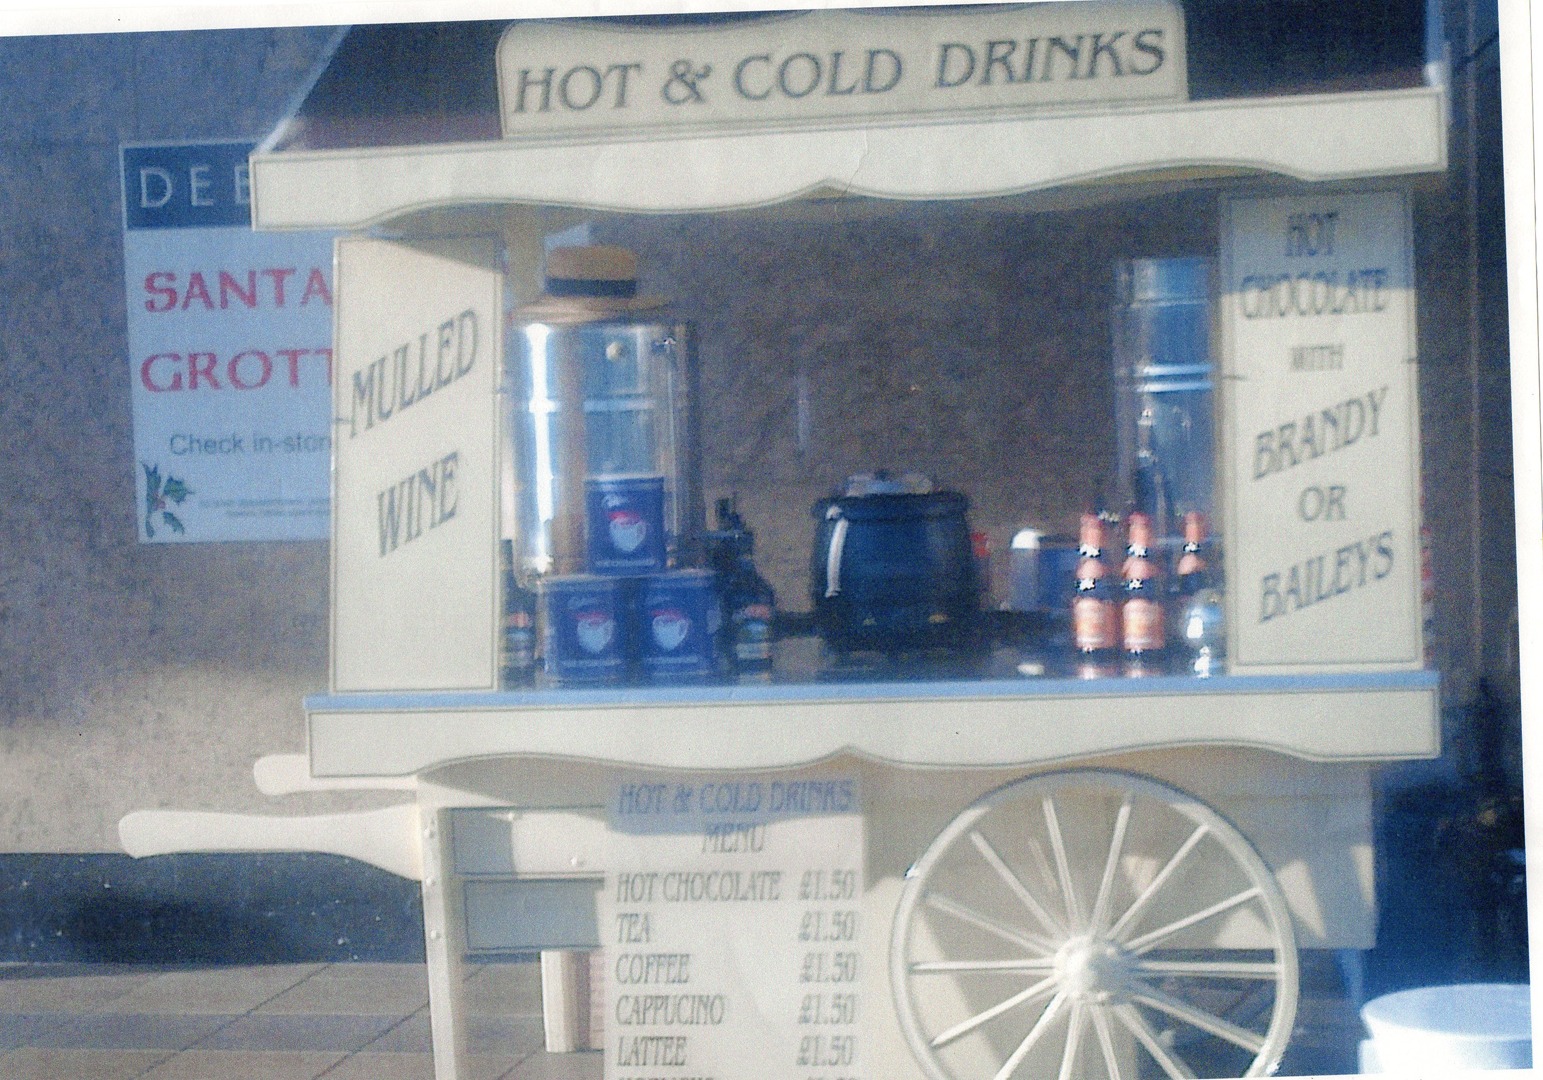 HOT & COLD DRINKS
DEB
SANTA
GROTT
Check in-stor
MULLED
WINE
HOT
CHOCOLATE
WITH
BRANDY
OR
BAILEYS
HOT & COLD DRINKS
MENU
HOT CHOCOLATE £1.50
TEA £1.50
COFFEE £1.50
CAPPUCINO £1.50
LATTEE £1.50